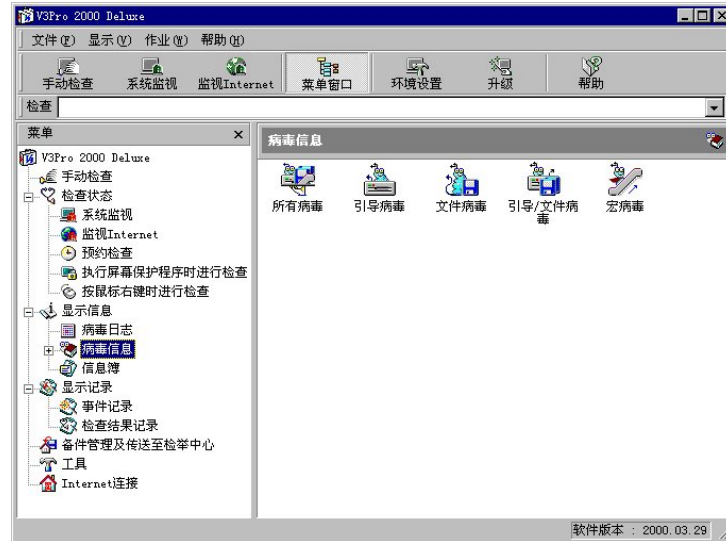 V3Pro 2000 Deluxe
文件(F) 显示(V) 作业(W) 帮助(H)
手动检查 系统监视 监视Internet 菜单窗口 环境设置 升级 帮助
检查
菜单
V3Pro 2000 Deluxe
手动检查
检查状态
系统监视
监视Internet
预约检查
执行屏幕保护程序时进行检查
按鼠标右键时进行检查
显示信息
病毒日志
病毒信息
信息簿
显示记录
事件记录
检查结果记录
备件管理及传送至检举中心
工具
Internet连接
病毒信息
所有病毒 引导病毒 文件病毒 引导/文件病 宏病毒
毒
软件版本 : 2000.03.29